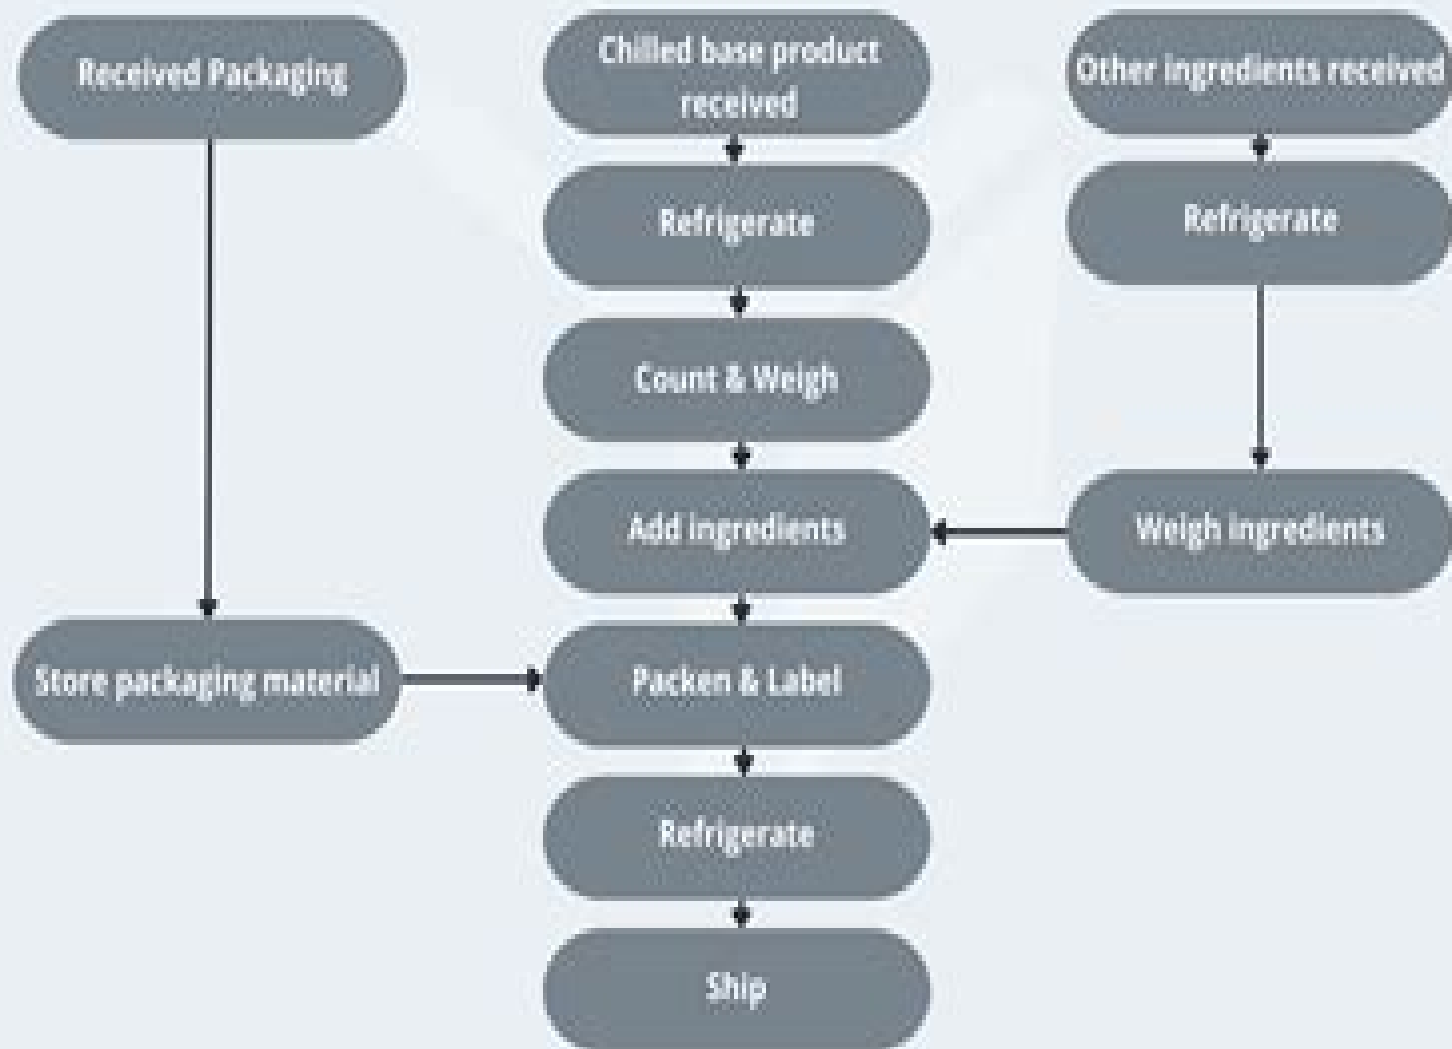 Received Packaging
Chilled base product
received
Other ingredients received
Refrigerate
Refrigerate
Count & Weigh
Add ingredients
Weigh ingredients
Store packaging material
Packen & Label
Refrigerate
Ship